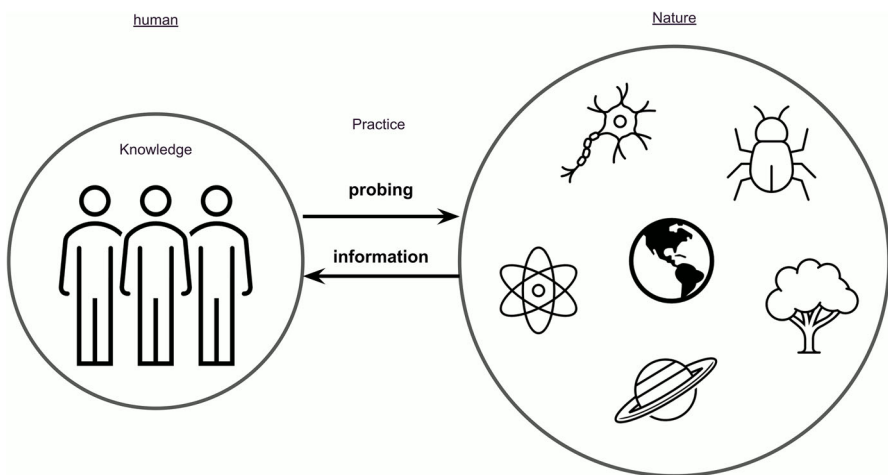 human
Nature
Practice
Knowledge
probing
information